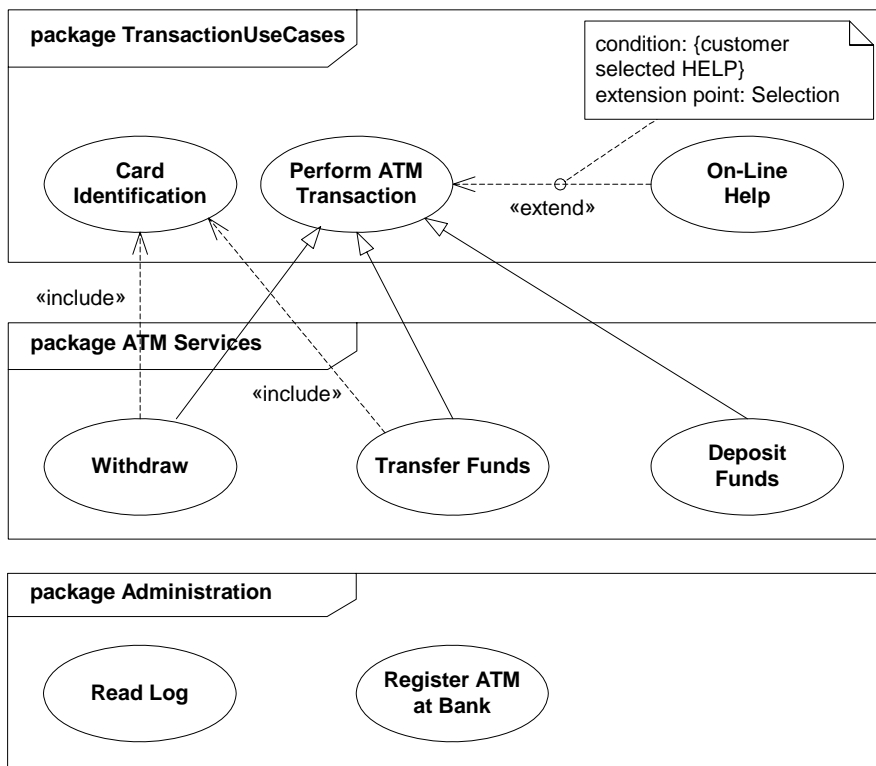 package TransactionUseCases
condition: {customer
selected HELP}
extension point: Selection
Card
Identification
Perform ATM
Transaction
On-Line
Help
«extend»
«include»
package ATM Services
«include»
Withdraw
Transfer Funds
Deposit
Funds
package Administration
Read Log
Register ATM
at Bank